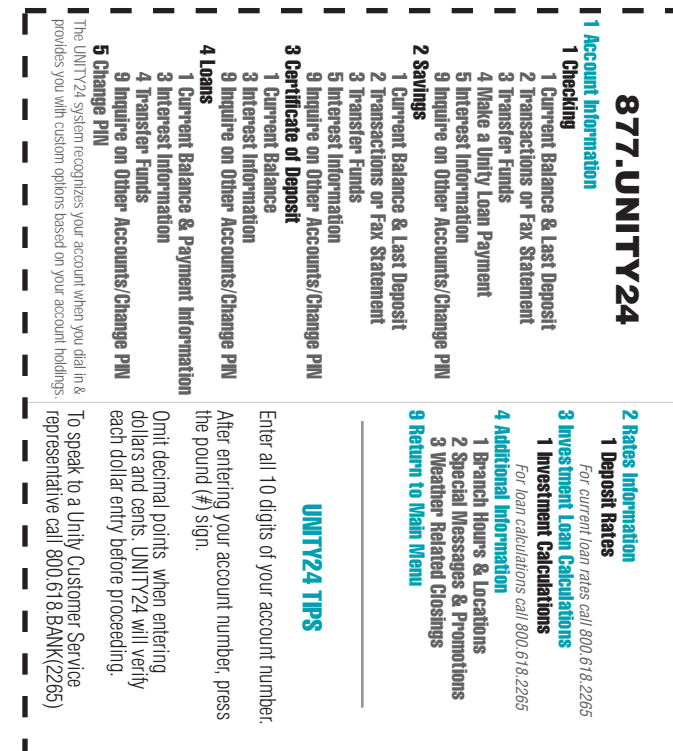 877.UNITY24
1 Account Information
1 Checking
1 Current Balance & Last Deposit
2 Transactions or Fax Statement
3 Transfer Funds
4 Make a Unity Loan Payment
5 Interest Information
9 Inquire on Other Accounts/Change PIN
2 Savings
1 Current Balance & Last Deposit
2 Transactions or Fax Statement
3 Transfer Funds
5 Interest Information
9 Inquire on Other Accounts/Change PIN
3 Certificate of Deposit
1 Current Balance
3 Interest Information
9 Inquire on Other Accounts/Change PIN
4 Loans
1 Current Balance & Payment Information
3 Interest Information
4 Transfer Funds
9 Inquire on Other Accounts/Change PIN
5 Change PIN
The UNITY24 system recognizes your account when you dial in &
provides you with custom options based on your account holdings.
2 Rates Information
1 Deposit Rates
For current loan rates call 800.618.2265
3 Investment Loan Calculations
1 Investment Calculations
For loan calculations call 800.618.2265
4 Additional Information
1 Branch Hours & Locations
2 Special Messages & Promotions
3 Weather Related Closings
9 Return to Main Menu
UNITY24 TIPS
Enter all 10 digits of your account number.
After entering your account number, press
the pound (#) sign.
Omit decimal points when entering
dollars and cents. UNITY24 will verify
each dollar entry before proceeding.
To speak to a Unity Customer Service
representative call 800.618.BANK(2265)